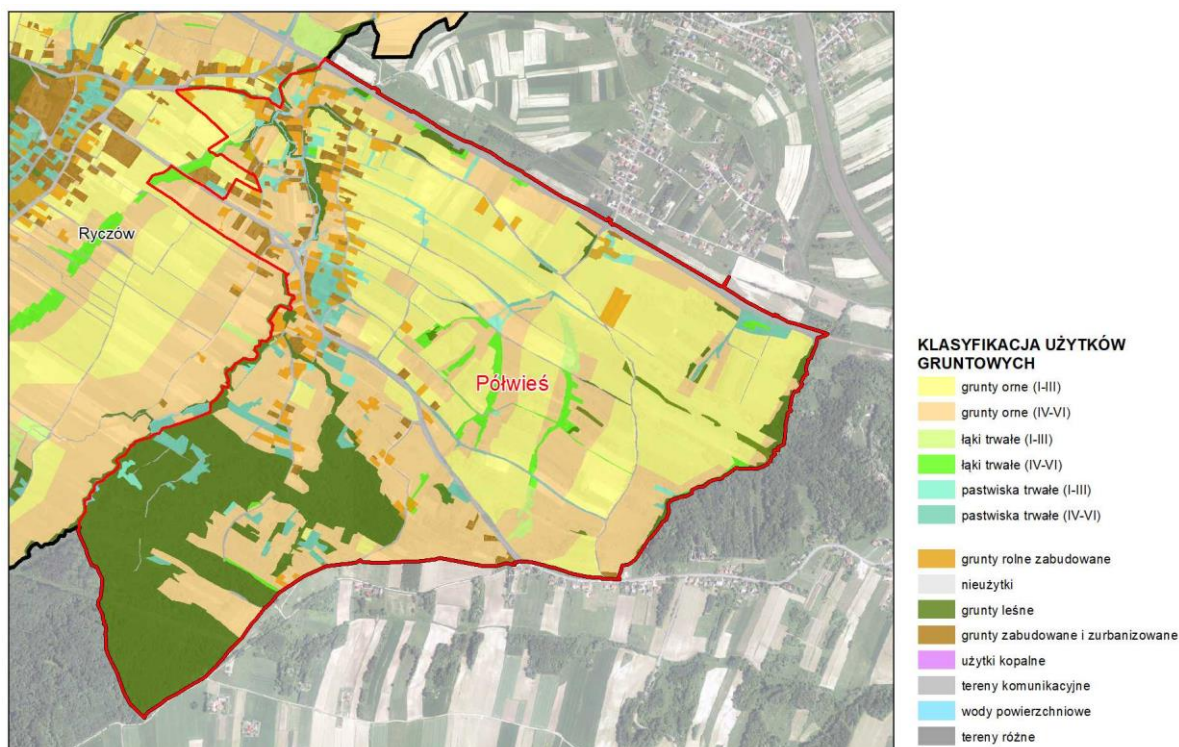 Ryczów
Półwieś
KLASYFIKACJA UŻYTKÓW
GRUNTOWYCH
grunty orne (I-III)
grunty orne (IV-VI)
łąki trwałe (I-III)
łąki trwałe (IV-VI)
pastwiska trwałe (I-III)
pastwiska trwałe (IV-VI)
grunty rolne zabudowane
nieużytki
grunty leśne
grunty zabudowane i zurbanizowane
użytki kopalne
tereny komunikacyjne
wody powierzchniowe
tereny różne